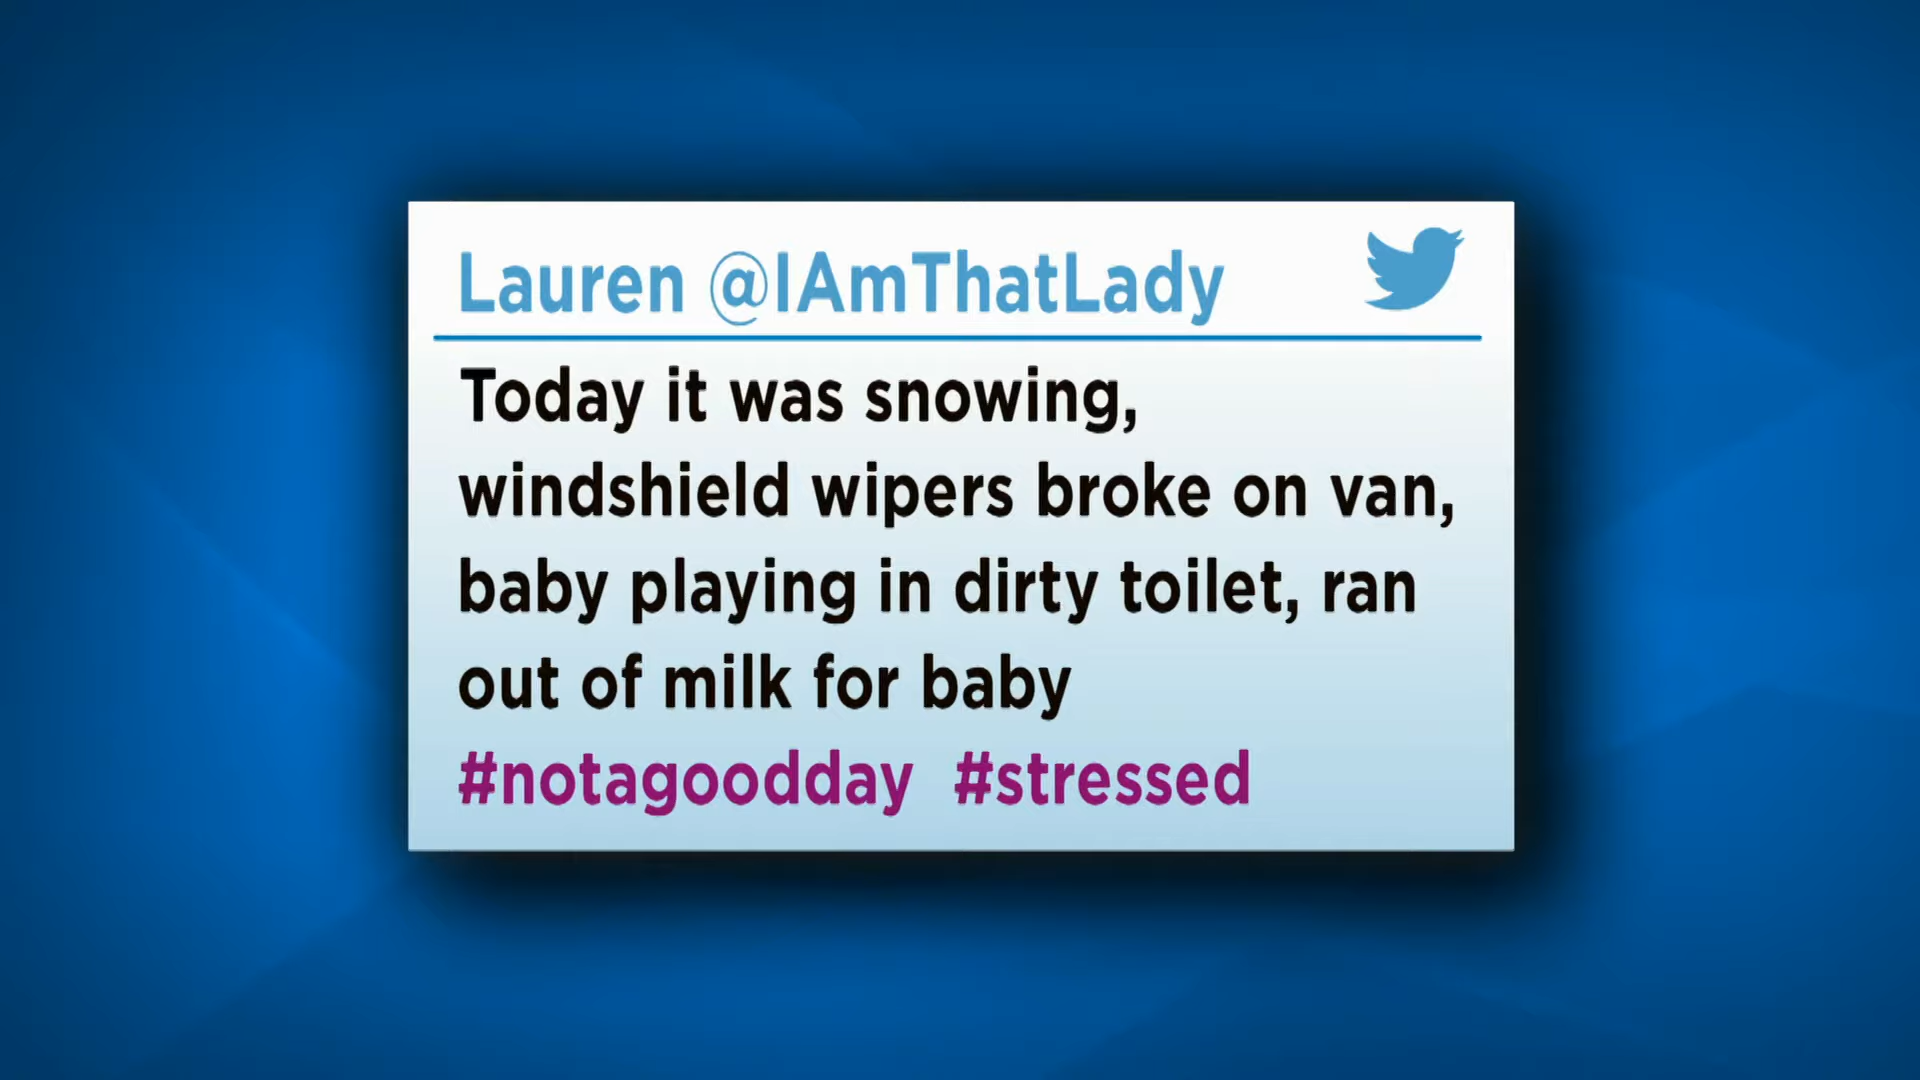 Lauren @IAmThatLady
Today it was snowing,
windshield wipers broke on van,
baby playing in dirty toilet, ran
out of milk for baby
#notagoodday #stressed